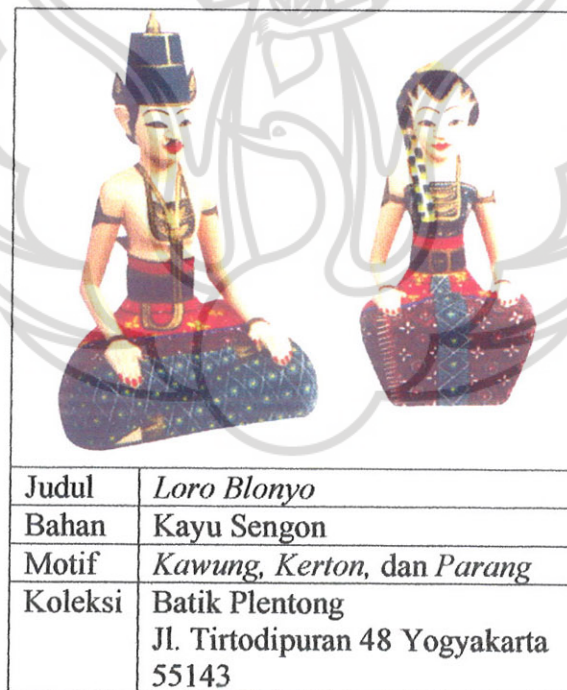 Judul Loro Blonyo
Bahan Kayu Sengon
Motif Kawung, Kerton, dan Parang
Koleksi Batik Plentong
Jl. Tirtodipuran 48 Yogyakarta
55143